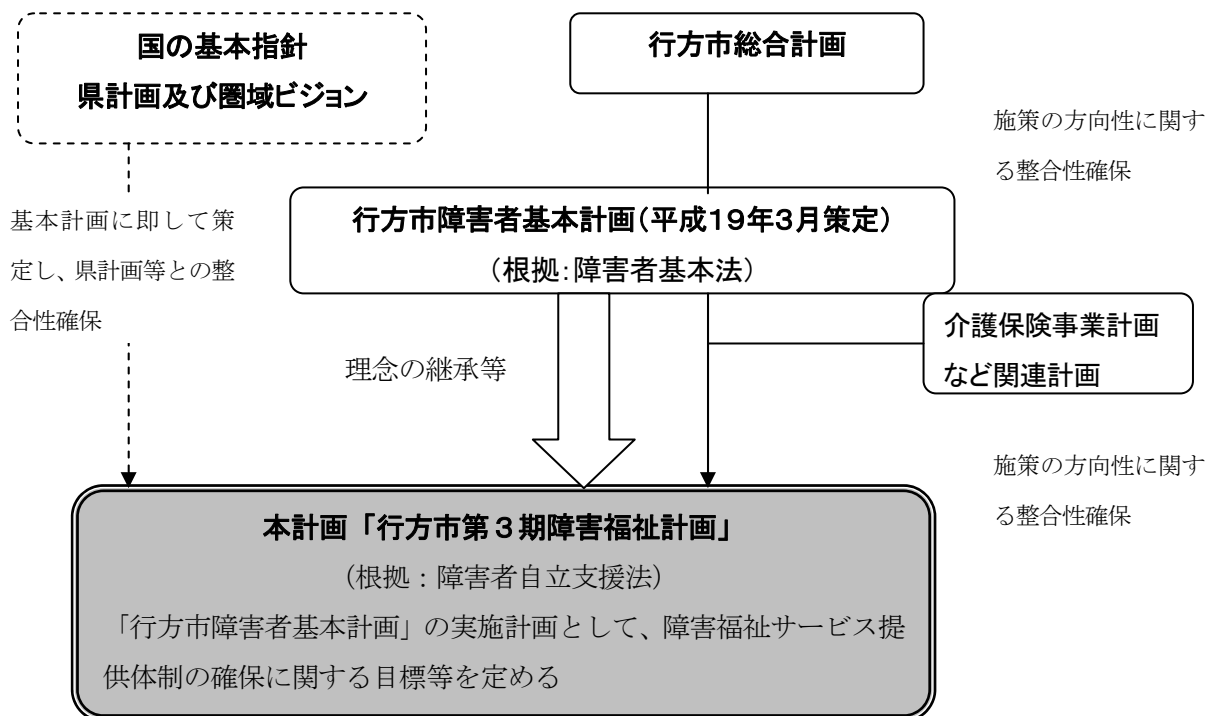 国の基本指針
県計画及び圏域ビジョン
行方市総合計画
施策の方向性に関す
る整合性確保
基本計画に即して策
定し、県計画等との整
合性確保
行方市障害者基本計画(平成19年3月策定)
(根拠:障害者基本法)
介護保険事業計画
など関連計画
理念の継承等
施策の方向性に関す
る整合性確保
本計画「行方市第3期障害福祉計画」
(根拠:障害者自立支援法)
「行方市障害者基本計画」の実施計画として、障害福祉サービス提
供体制の確保に関する目標等を定める